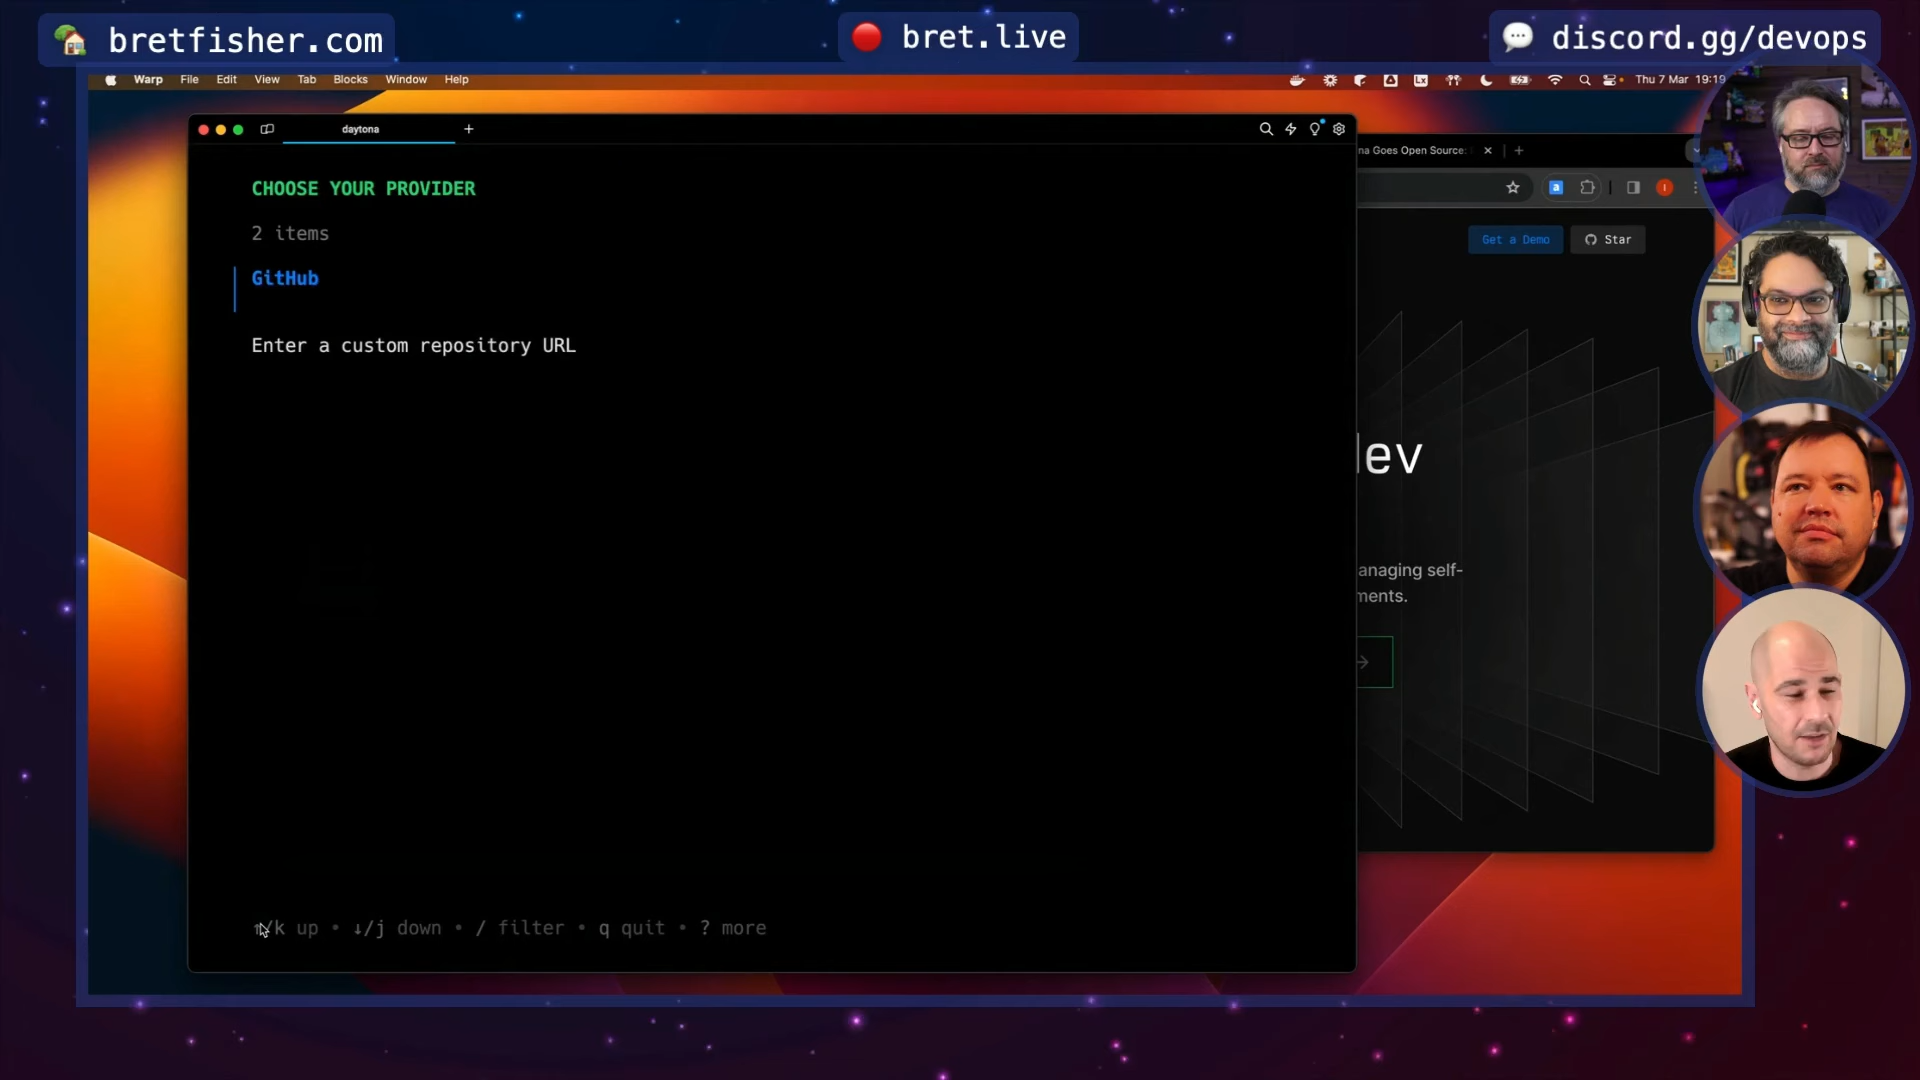 bretfisher.com
bret.live
discord.gg/devops
Warp File Edit View Tab Blocks Window Help
Thu 7 Mar 19:19
daytona
na Goes Open Source:
CHOOSE YOUR PROVIDER
2 items
GitHub
Enter a custom repository URL
Get a Demo
Star
dev
anaging self-
ments.
↑/k up • ↓/j down • / filter • q quit • ? more